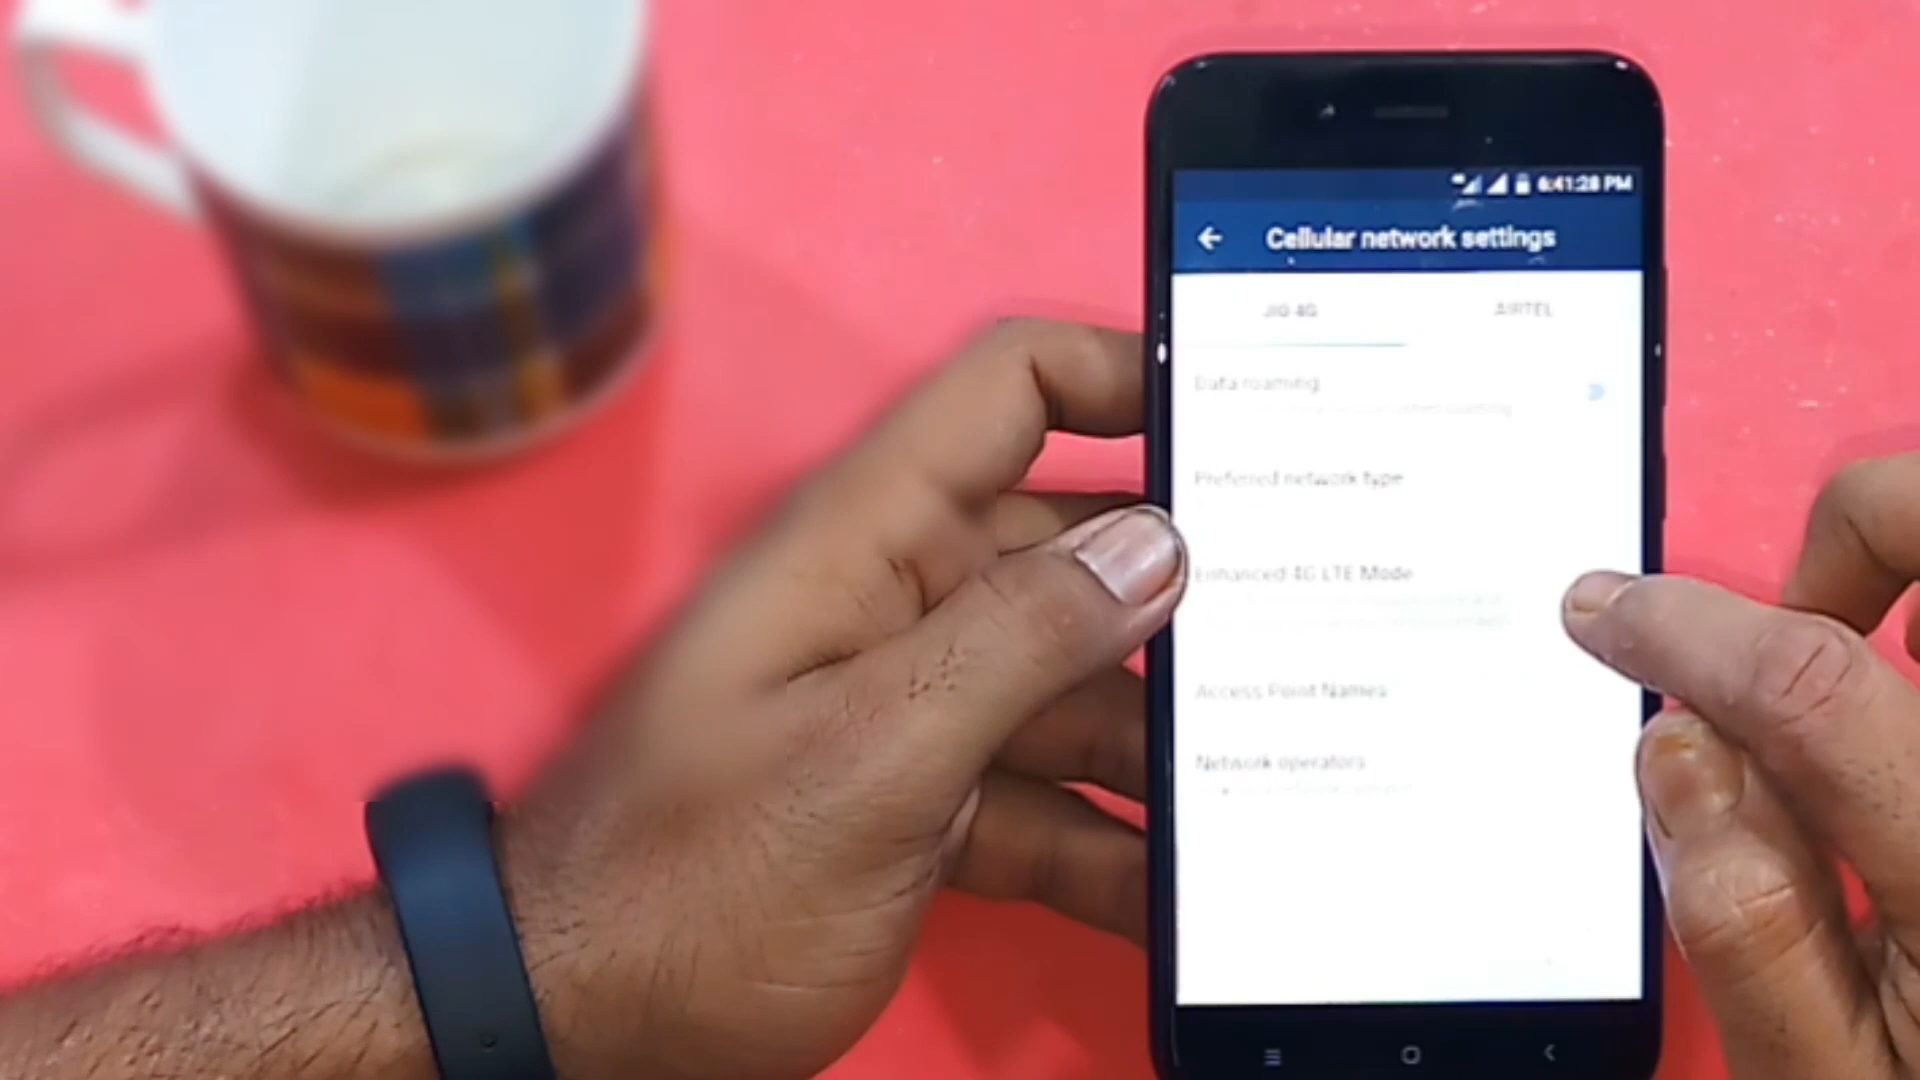 6:41:28 PM
Cellular network settings
JIO 4G
AIRTEL
Data roaming
Preferred network type
Enhanced 4G LTE Mode
Access Point Names
Network operators